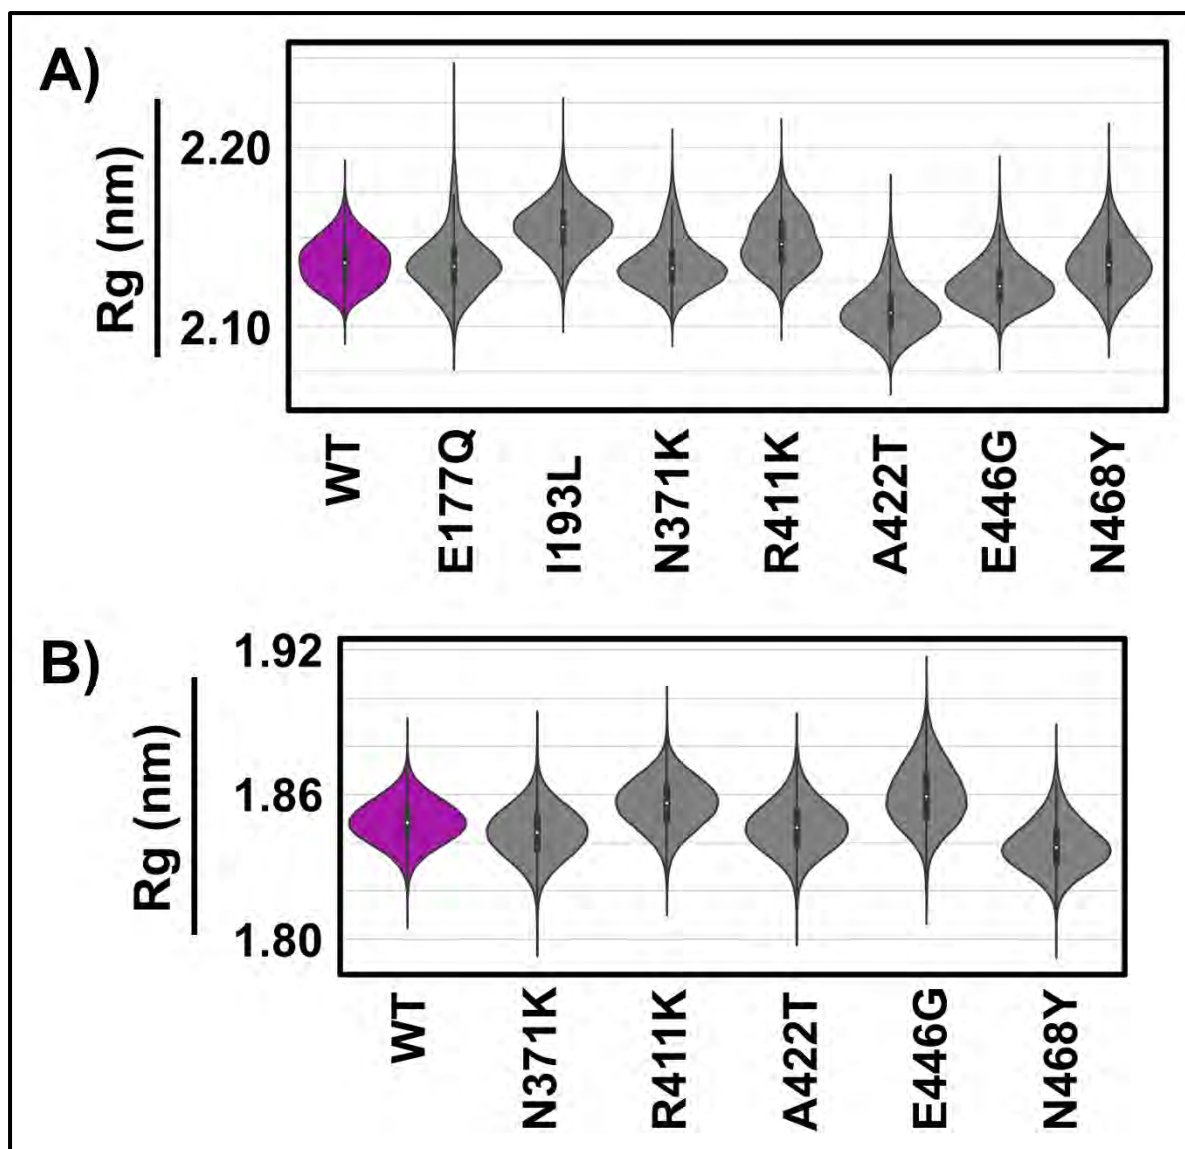 A)
Rg (nm)
2.20
2.10
WT
E177Q
I193L
N371K
R411K
A422T
E446G
N468Y
B)
Rg (nm)
1.92
1.86
1.80
WT
N371K
R411K
A422T
E446G
N468Y